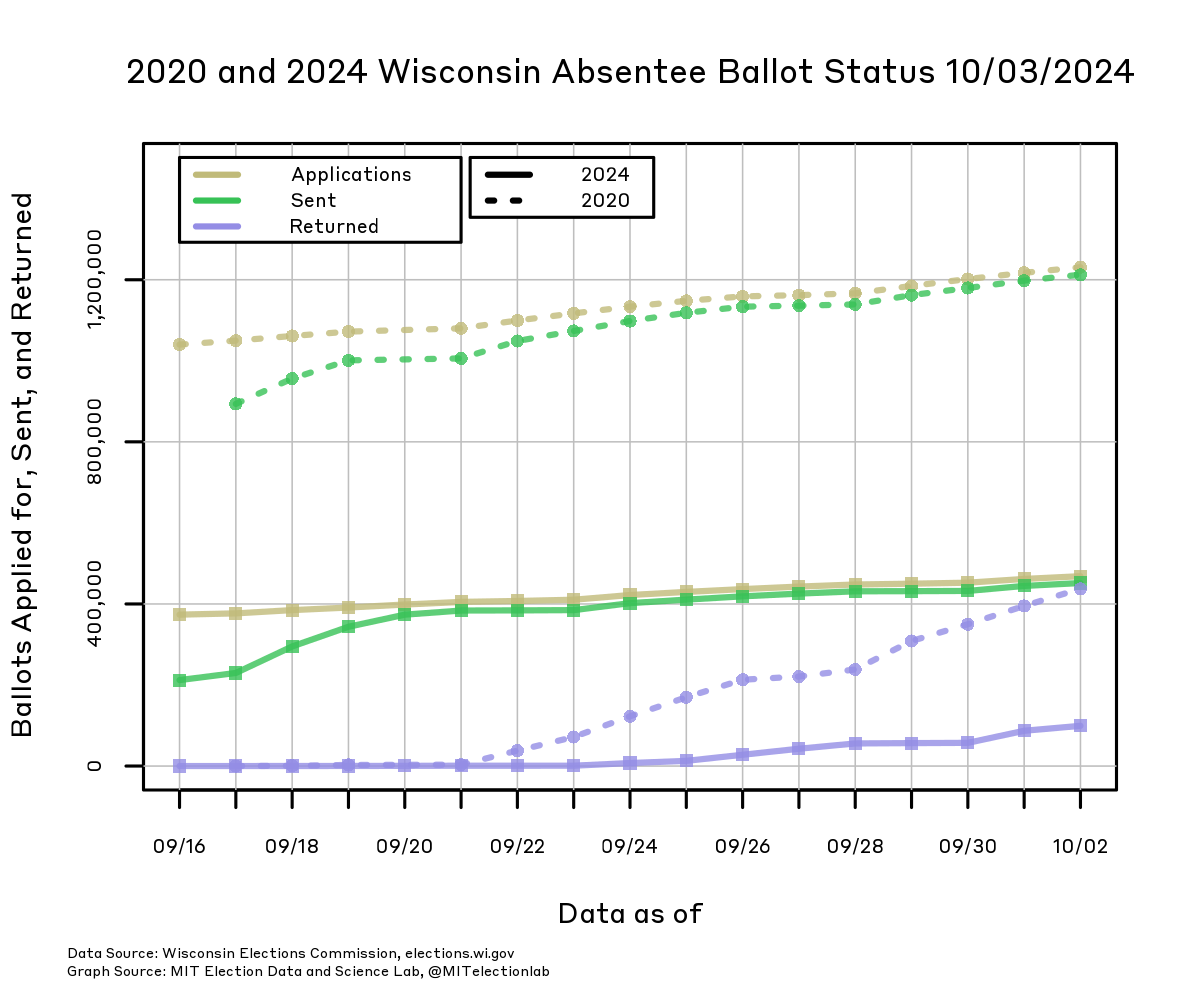 2020 and 2024 Wisconsin Absentee Ballot Status 10/03/2024
Applications
Sent
Returned
2024
2020
Ballots Applied for, Sent, and Returned
1,200,000
800,000
400,000
0
09/16 09/18 09/20 09/22 09/24 09/26 09/28 09/30 10/02
Data as of
Data Source: Wisconsin Elections Commission, elections.wi.gov
Graph Source: MIT Election Data and Science Lab, @MITelectionlab